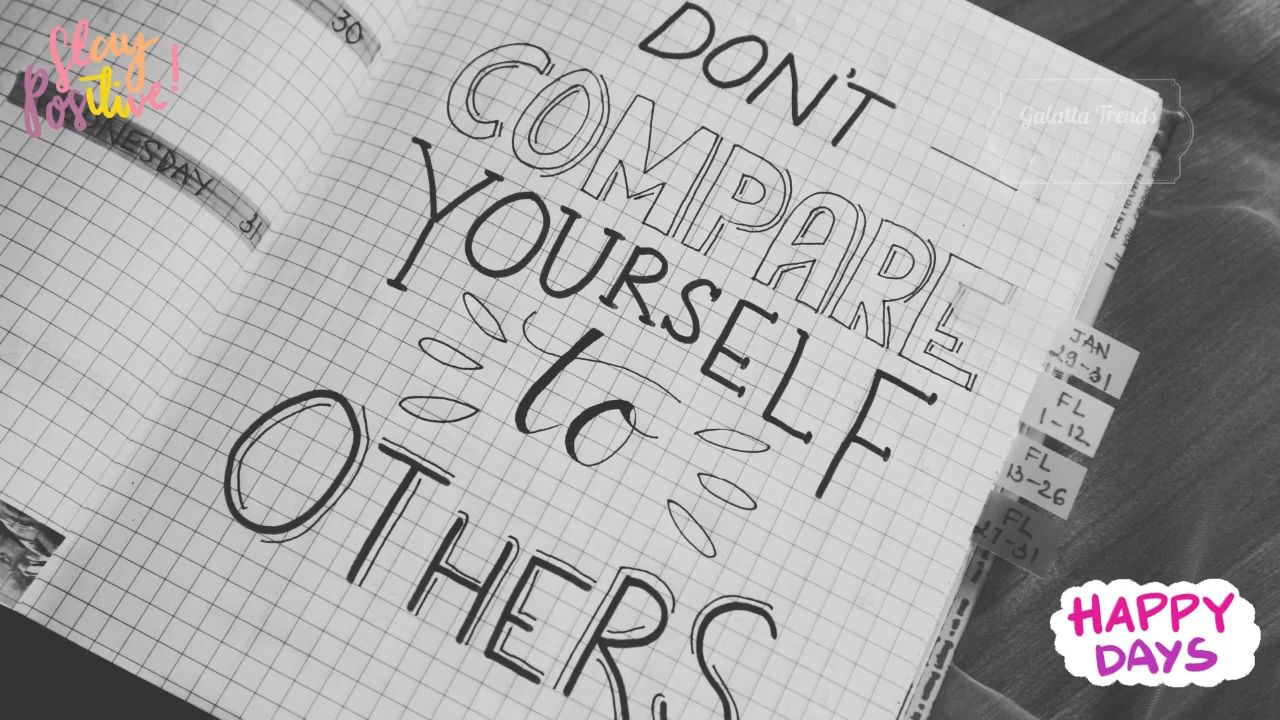 Stay
Positive!
30
31
DON'T
COMPARE
YOURSELF
to
OTHERS
Galatta Trends
JAN
29-31
FL
1-12
FL
13-26
FL
27-31
HAPPY
DAYS